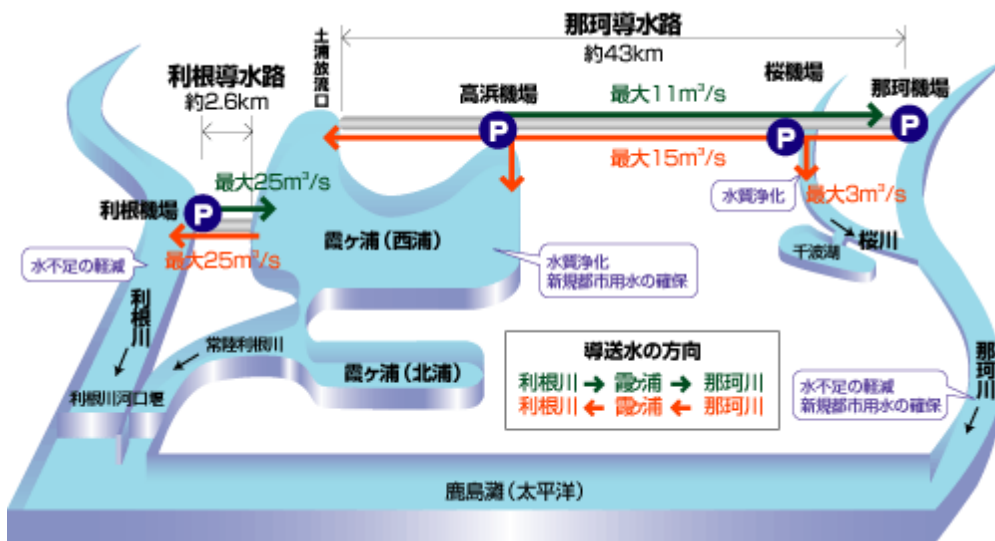 那珂導水路
約43km
土浦放流口
利根導水路
約2.6km
高浜機場
最大11m³/s
桜機場
那珂機場
最大15m³/s
最大25m³/s
水質浄化
最大3m³/s
利根機場
霞ヶ浦（西浦）
桜川
千波湖
水不足の軽減
最大25m³/s
水質浄化
新規都市用水の確保
利根川
常陸利根川
導送水の方向
利根川→霞ヶ浦→那珂川
利根川←霞ヶ浦←那珂川
霞ヶ浦（北浦）
那珂川
利根川河口堰
水不足の軽減
新規都市用水の確保
鹿島灘（太平洋）
P
P
P
P